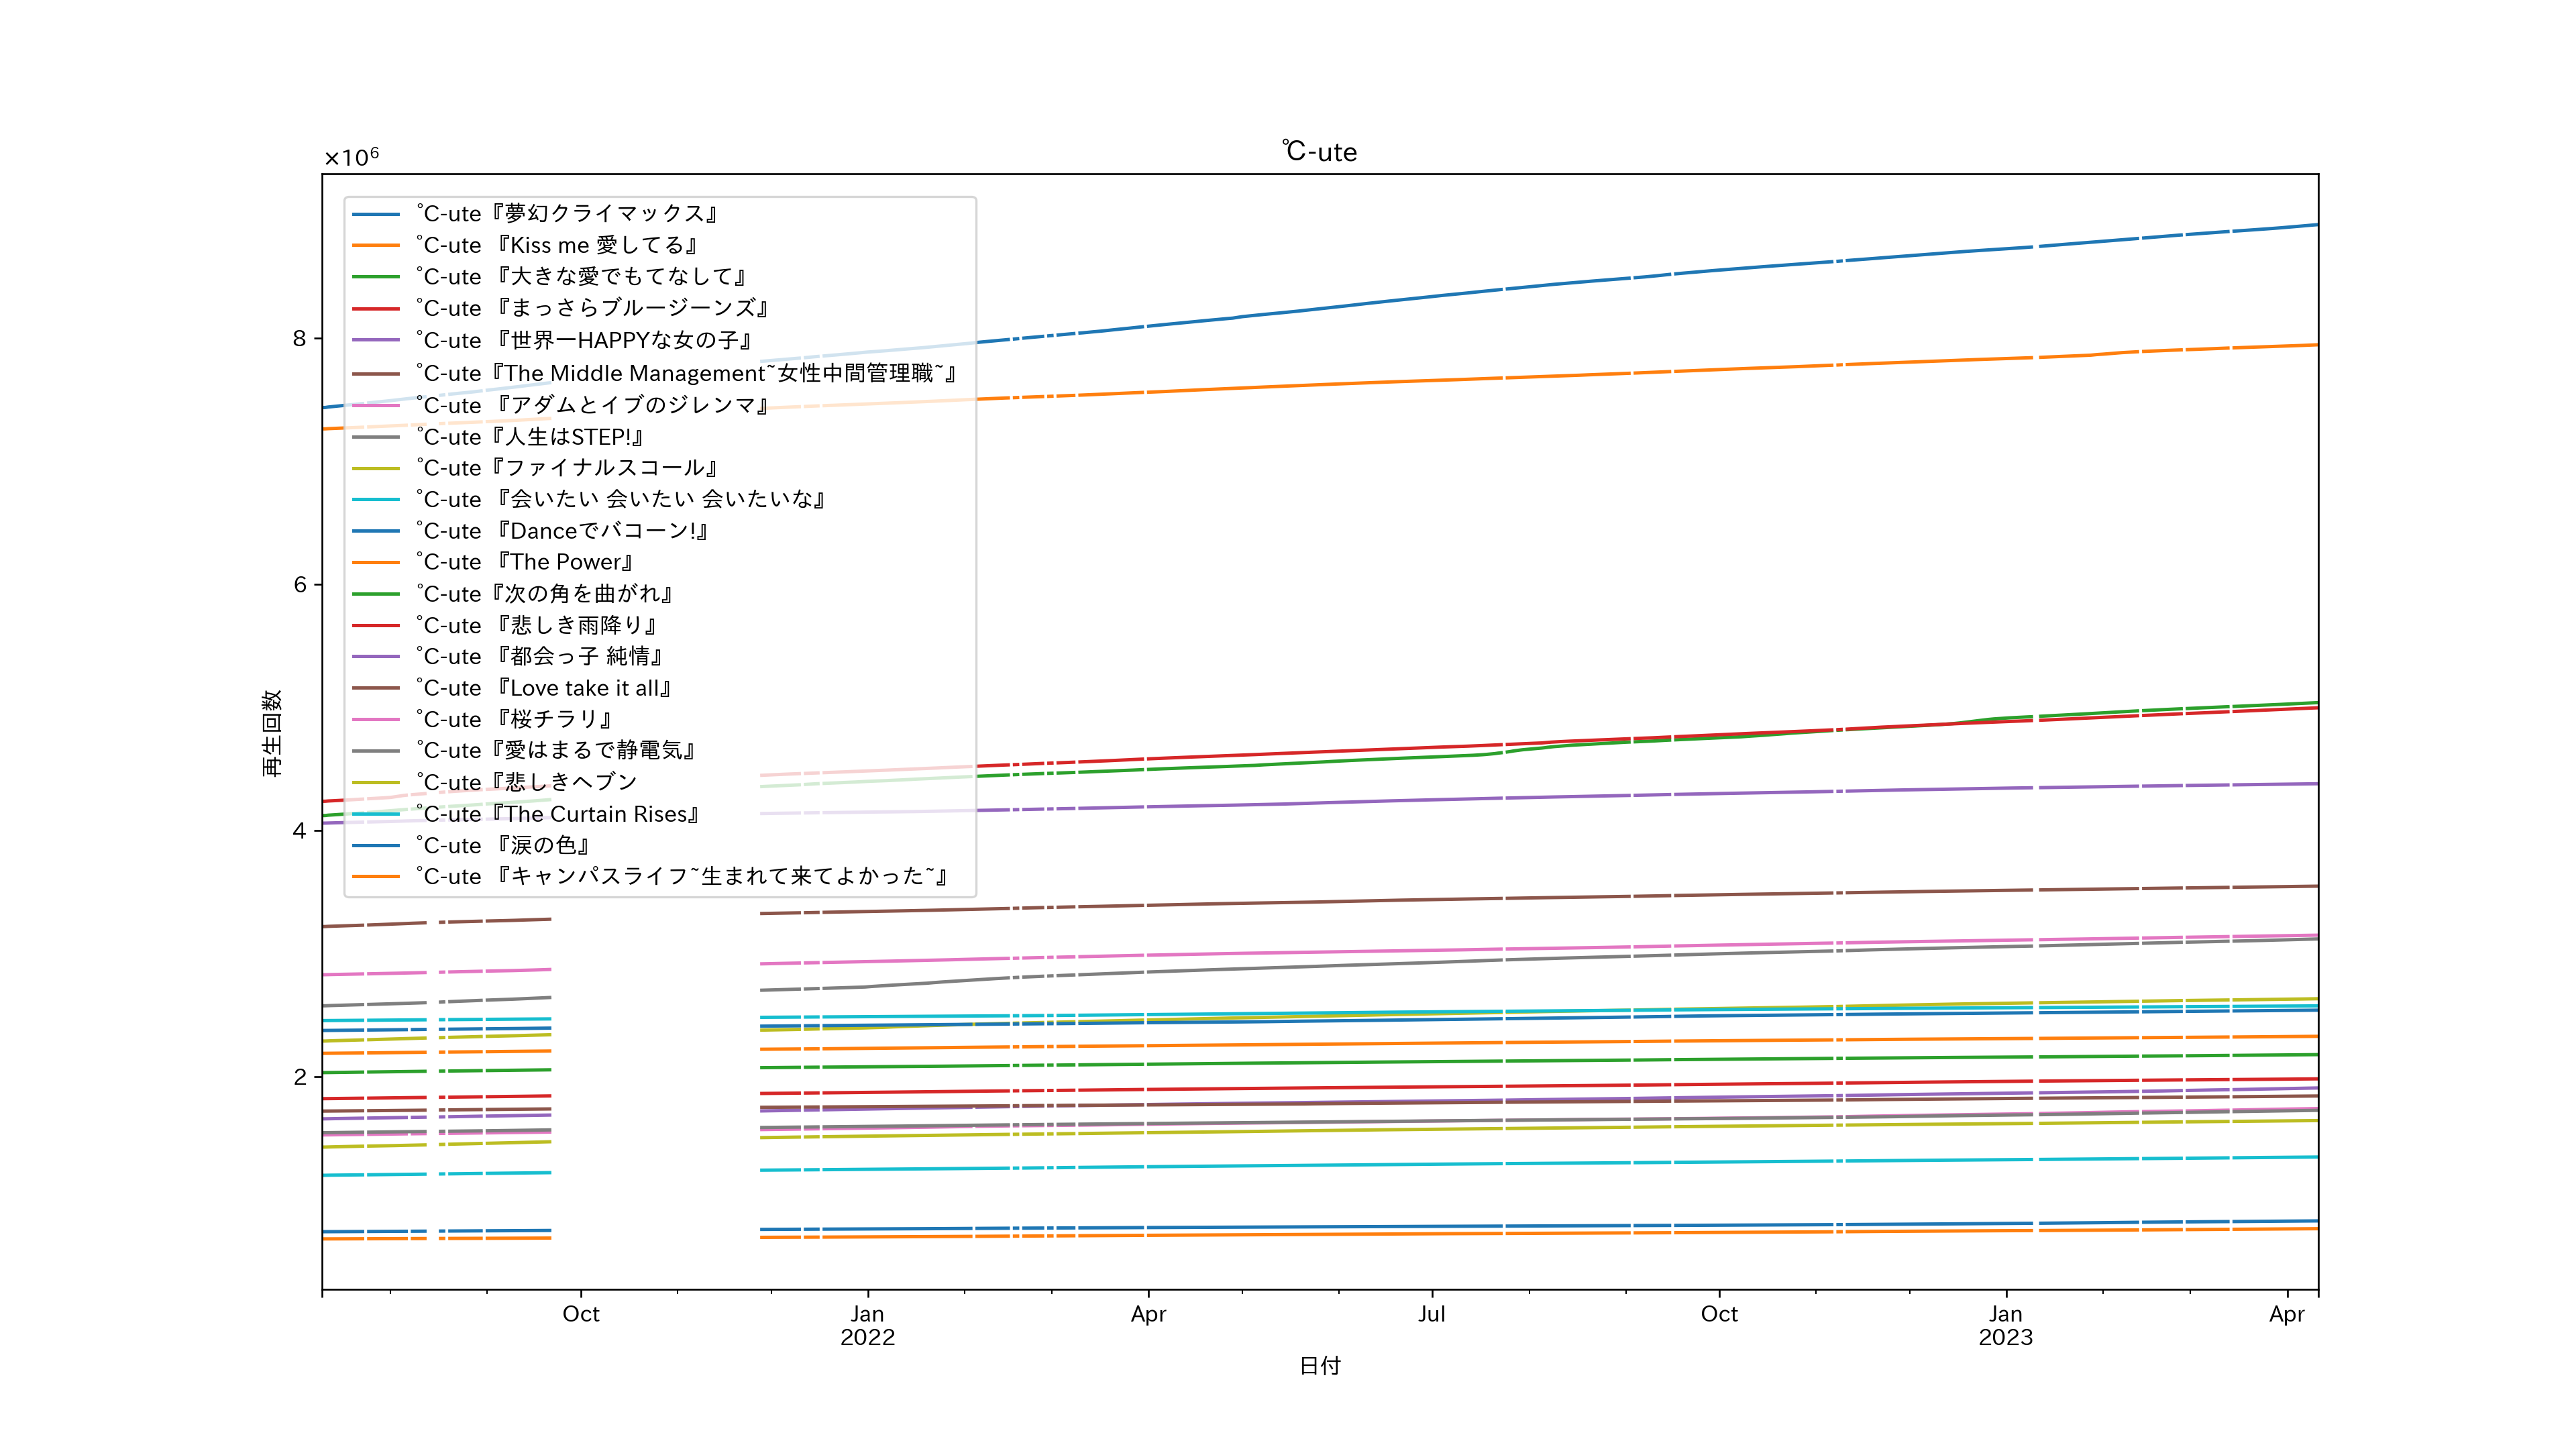 ℃-ute
×10⁶
˚C-ute『夢幻クライマックス』
˚C-ute 『Kiss me 愛してる』
˚C-ute 『大きな愛でもてなして』
˚C-ute 『まっさらブルージーンズ』
˚C-ute 『世界一HAPPYな女の子』
˚C-ute『The Middle Management~女性中間管理職~』
˚C-ute 『アダムとイブのジレンマ』
˚C-ute『人生はSTEP!』
˚C-ute『ファイナルスコール』
˚C-ute 『会いたい 会いたい 会いたいな』
˚C-ute 『Danceでバコーン!』
˚C-ute 『The Power』
˚C-ute『次の角を曲がれ』
˚C-ute 『悲しき雨降り』
˚C-ute 『都会っ子 純情』
˚C-ute 『Love take it all』
˚C-ute 『桜チラリ』
˚C-ute『愛はまるで静電気』
˚C-ute『悲しきヘブン
˚C-ute『The Curtain Rises』
˚C-ute 『涙の色』
˚C-ute 『キャンパスライフ~生まれて来てよかった~』
8
6
4
2
再生回数
Oct
Jan
2022
Apr
Jul
Oct
Jan
2023
Apr
日付